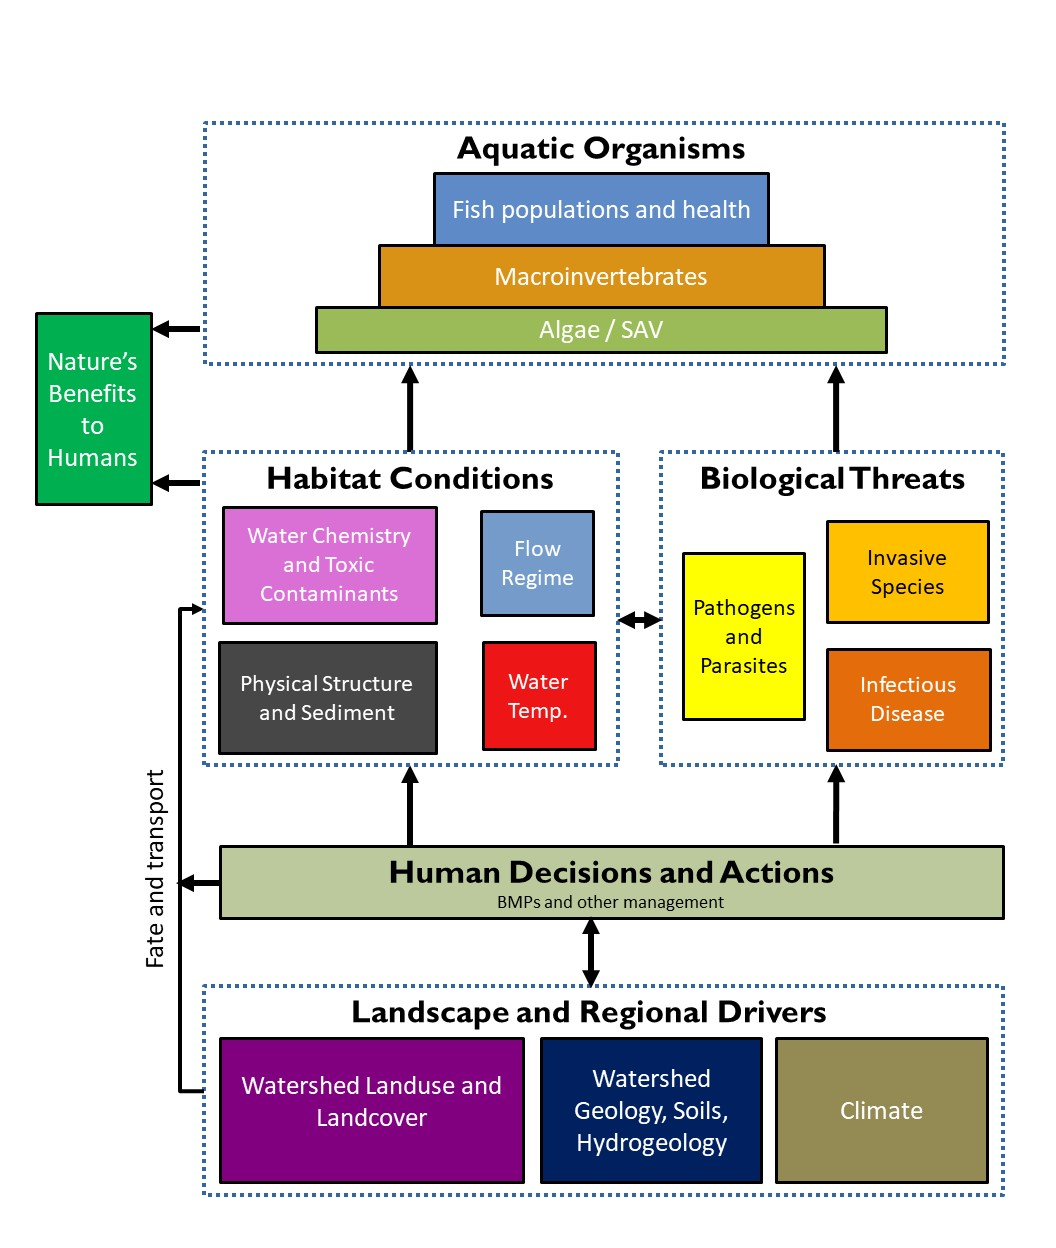 Aquatic Organisms
Fish populations and health
Macroinvertebrates
Algae / SAV
Nature’s
Benefits
to
Humans
Habitat Conditions
Water Chemistry
and Toxic
Contaminants
Flow
Regime
Physical Structure
and Sediment
Water
Temp.
Biological Threats
Pathogens
and
Parasites
Invasive
Species
Infectious
Disease
Fate and transport
Human Decisions and Actions
BMPs and other management
Landscape and Regional Drivers
Watershed Landuse and
Landcover
Watershed
Geology, Soils,
Hydrogeology
Climate